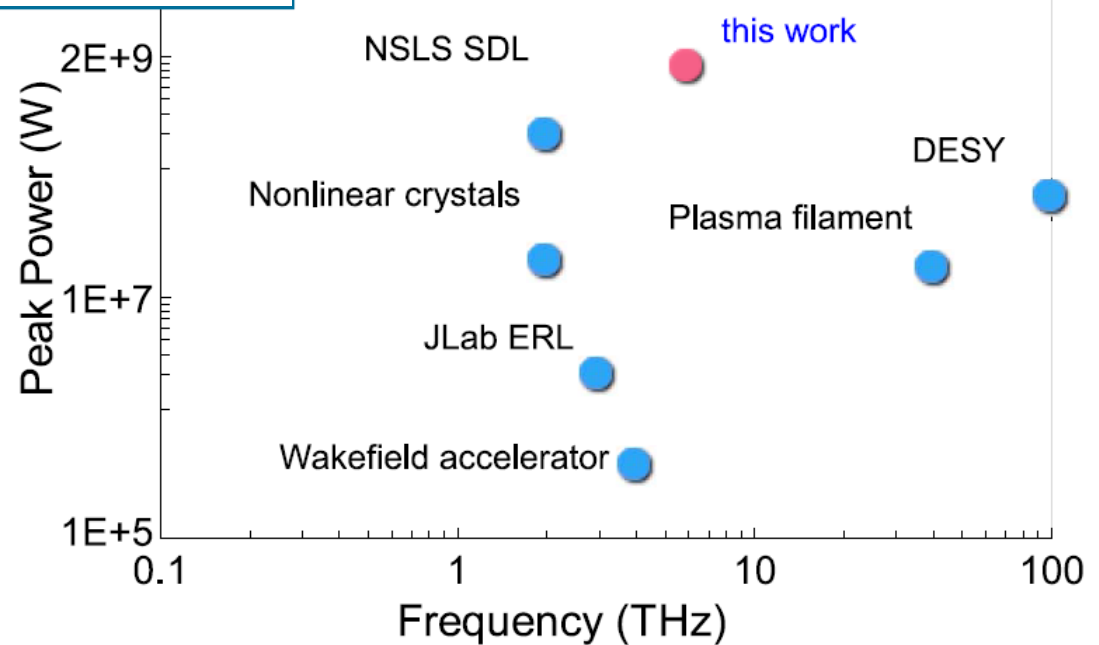 this work
NSLS SDL
2E+9
DESY
Nonlinear crystals
Plasma filament
Peak Power (W)
1E+7
JLab ERL
Wakefield accelerator
1E+5
0.1 1 10 100
Frequency (THz)